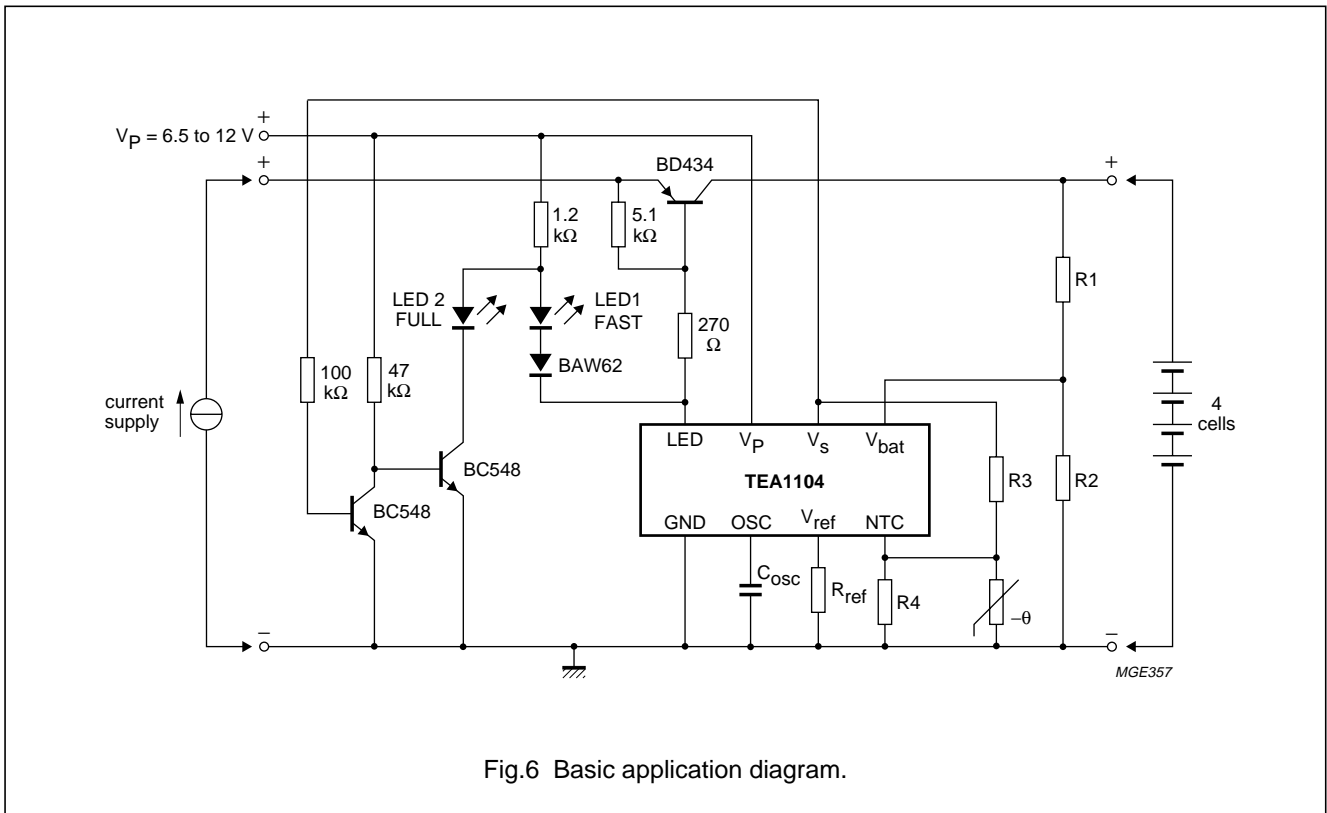 +
V_P = 6.5 to 12 V
+
BD434
+
1.2
kΩ
5.1
kΩ
R1
LED 2
FULL
LED1
FAST
270
Ω
100
kΩ
47
kΩ
BAW62
current
supply
4
cells
LED
V_P
V_s
V_bat
BC548
TEA1104
R3
R2
BC548
GND
OSC
V_ref
NTC
C_osc
R_ref
R4
−θ
−
−
MGE357
Fig.6 Basic application diagram.